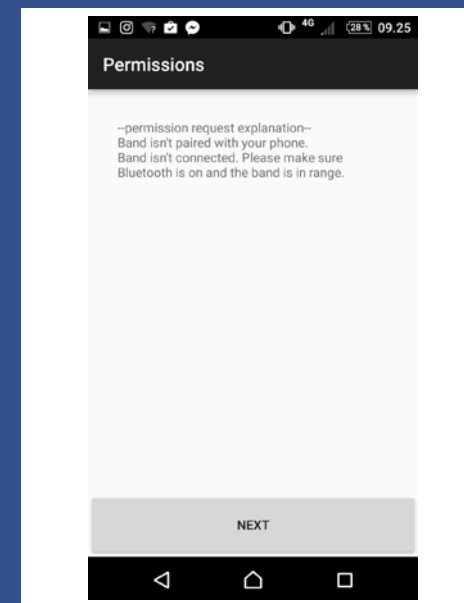 4G 28% 09.25
Permissions
--permission request explanation--
Band isn't paired with your phone.
Band isn't connected. Please make sure
Bluetooth is on and the band is in range.
NEXT